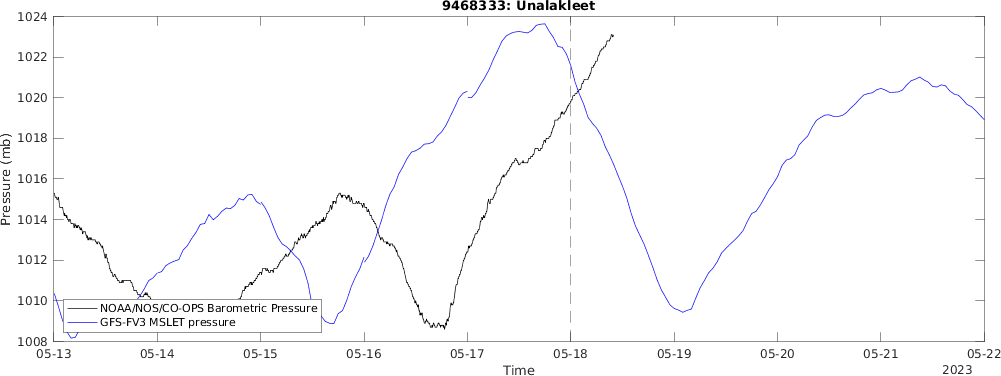 9468333: Unalakleet
Pressure (mb)
1024
1022
1020
1018
1016
1014
1012
1010
1008
NOAA/NOS/CO-OPS Barometric Pressure
GFS-FV3 MSLET pressure
05-13 05-14 05-15 05-16 05-17 05-18 05-19 05-20 05-21 05-22
Time
2023